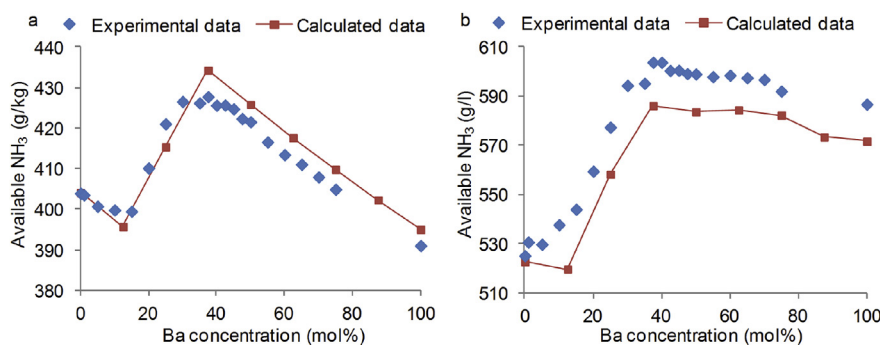 a
Experimental data
Calculated data
Available NH₃ (g/kg)
440
430
420
410
400
390
380
0
20
40
60
80
100
Ba concentration (mol%)
b
Experimental data
Calculated data
Available NH₃ (g/l)
610
590
570
550
530
510
0
20
40
60
80
100
Ba concentration (mol%)